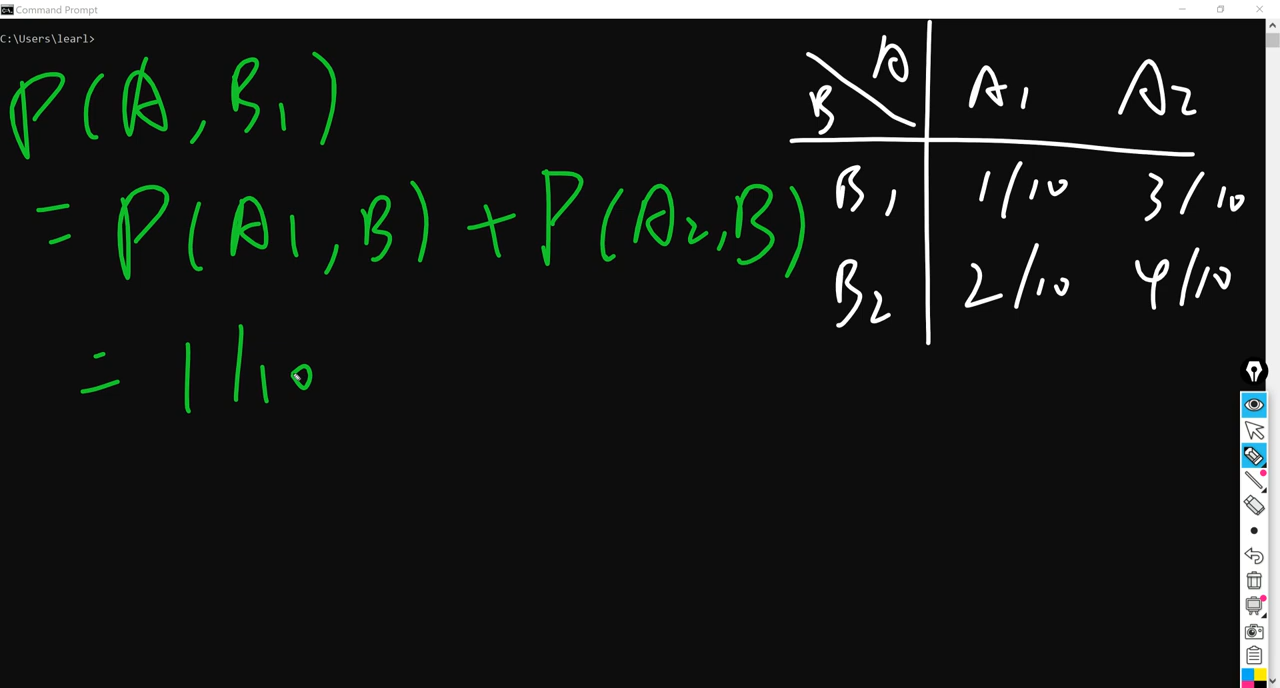 Command Prompt
C:\Users\learl>
P(A, B1)
= P(A1, B) + P(A2, B)
= 1/10
A
B
A1 A2
B1 1/10 3/10
B2 2/10 4/10